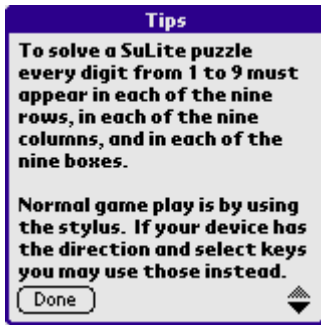 Tips
To solve a SuLite puzzle
every digit from 1 to 9 must
appear in each of the nine
rows, in each of the nine
columns, and in each of the
nine boxes.
Normal game play is by using
the stylus. If your device has
the direction and select keys
you may use those instead.
Done